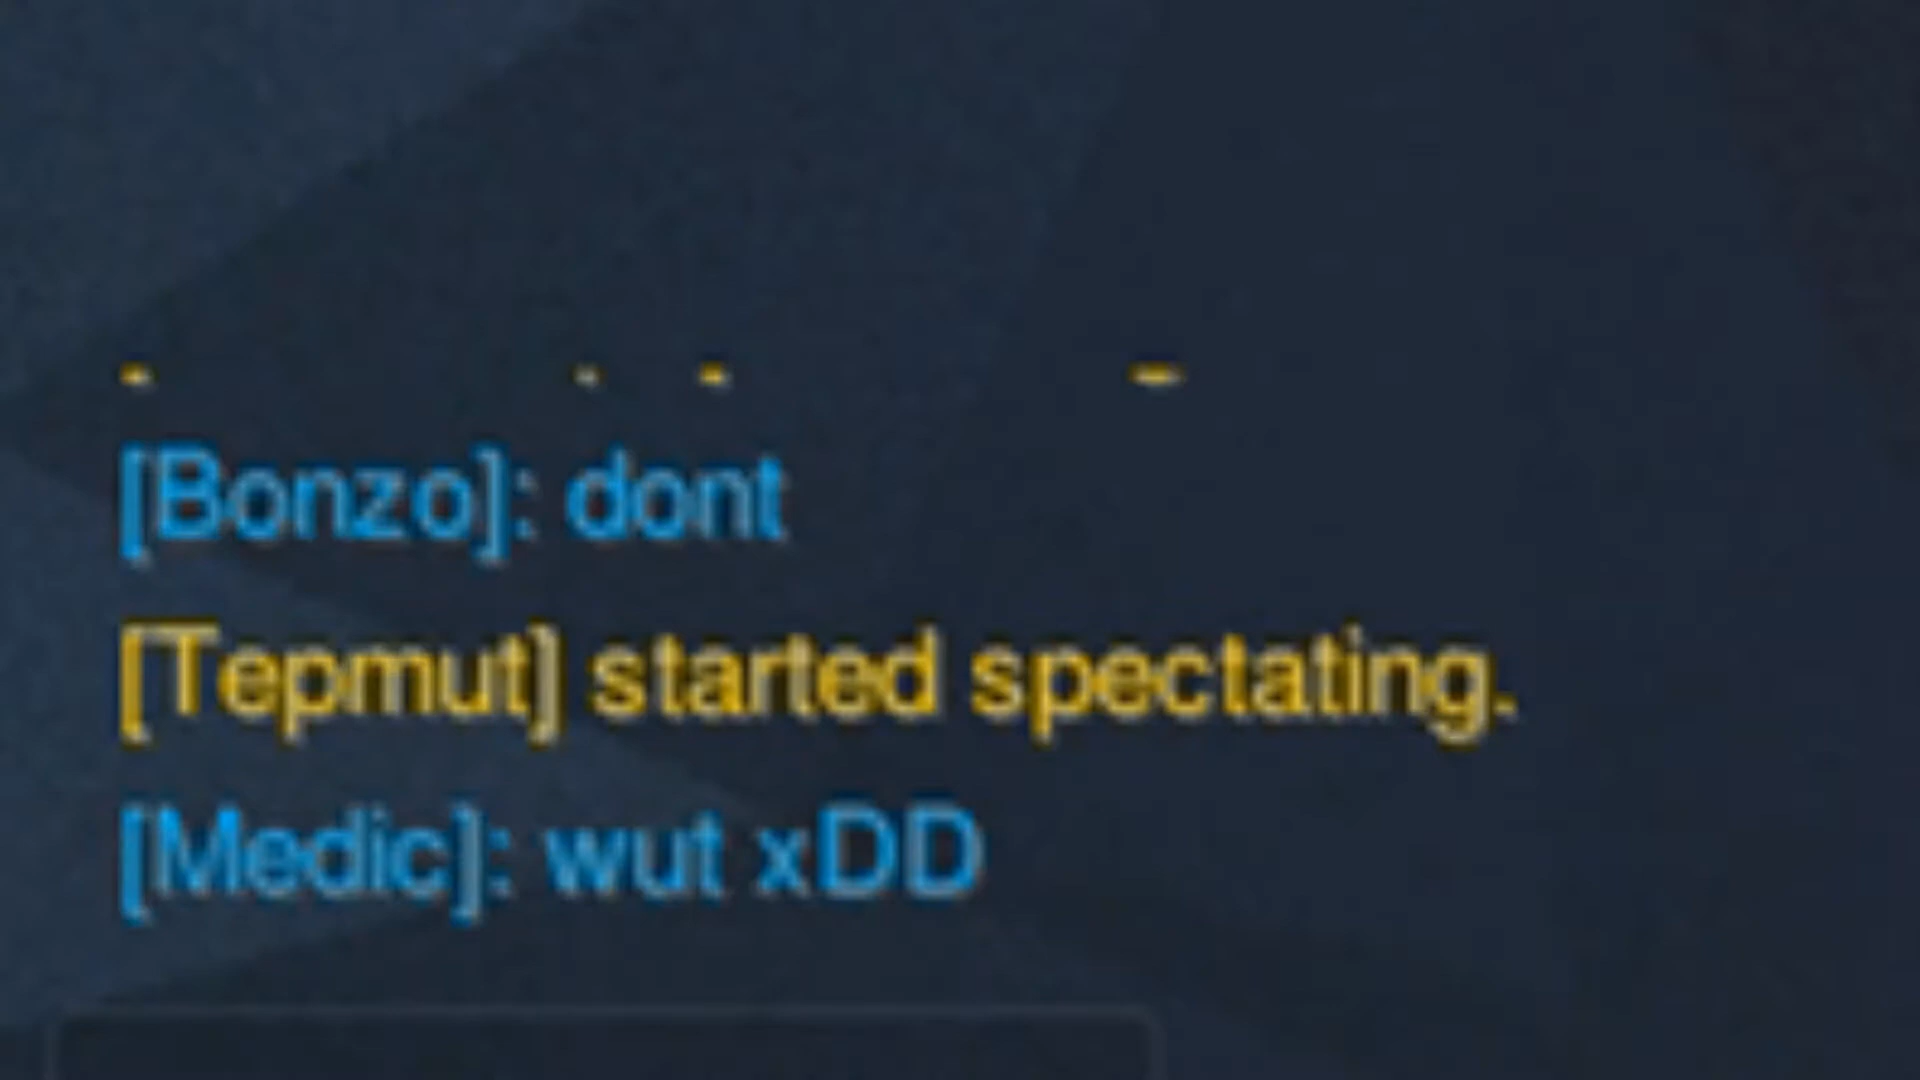 [Bonzo]: dont
[Tepmut] started spectating.
[Medic]: wut xDD